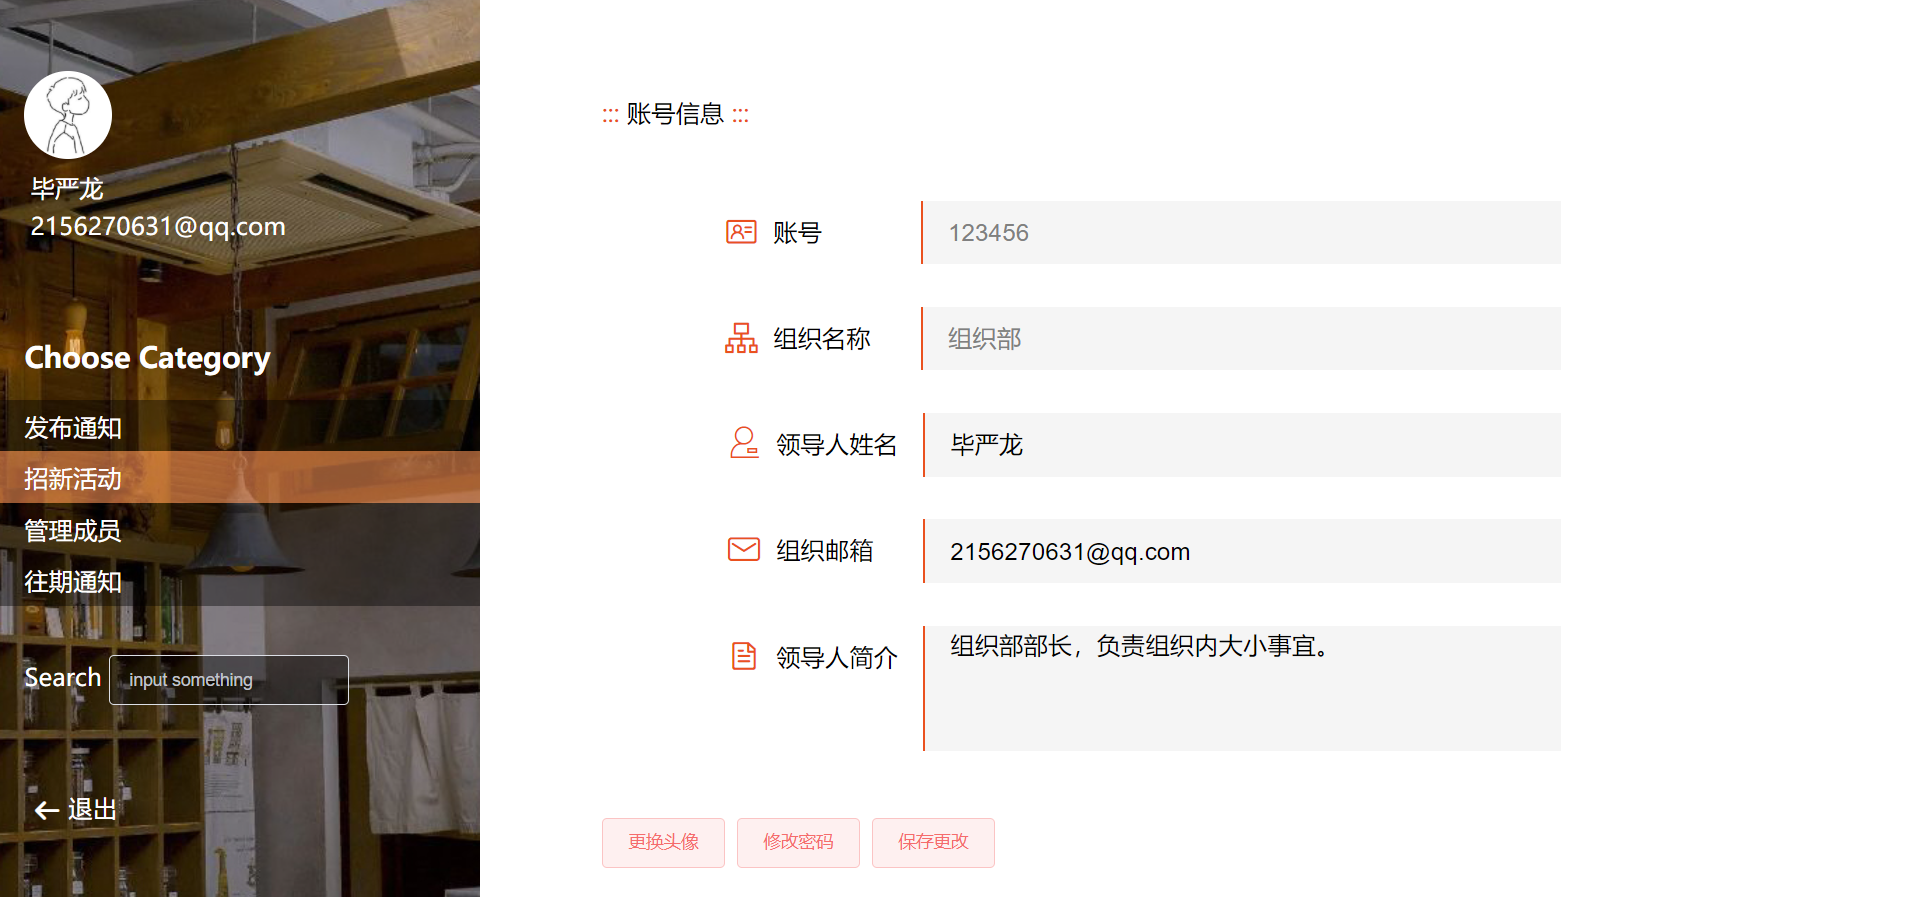 毕严龙
2156270631@qq.com
Choose Category
发布通知
招新活动
管理成员
往期通知
Search input something
退出
::: 账号信息 :::
账号 123456
组织名称 组织部
领导人姓名 毕严龙
组织邮箱 2156270631@qq.com
领导人简介 组织部部长，负责组织内大小事宜。
更换头像 修改密码 保存更改